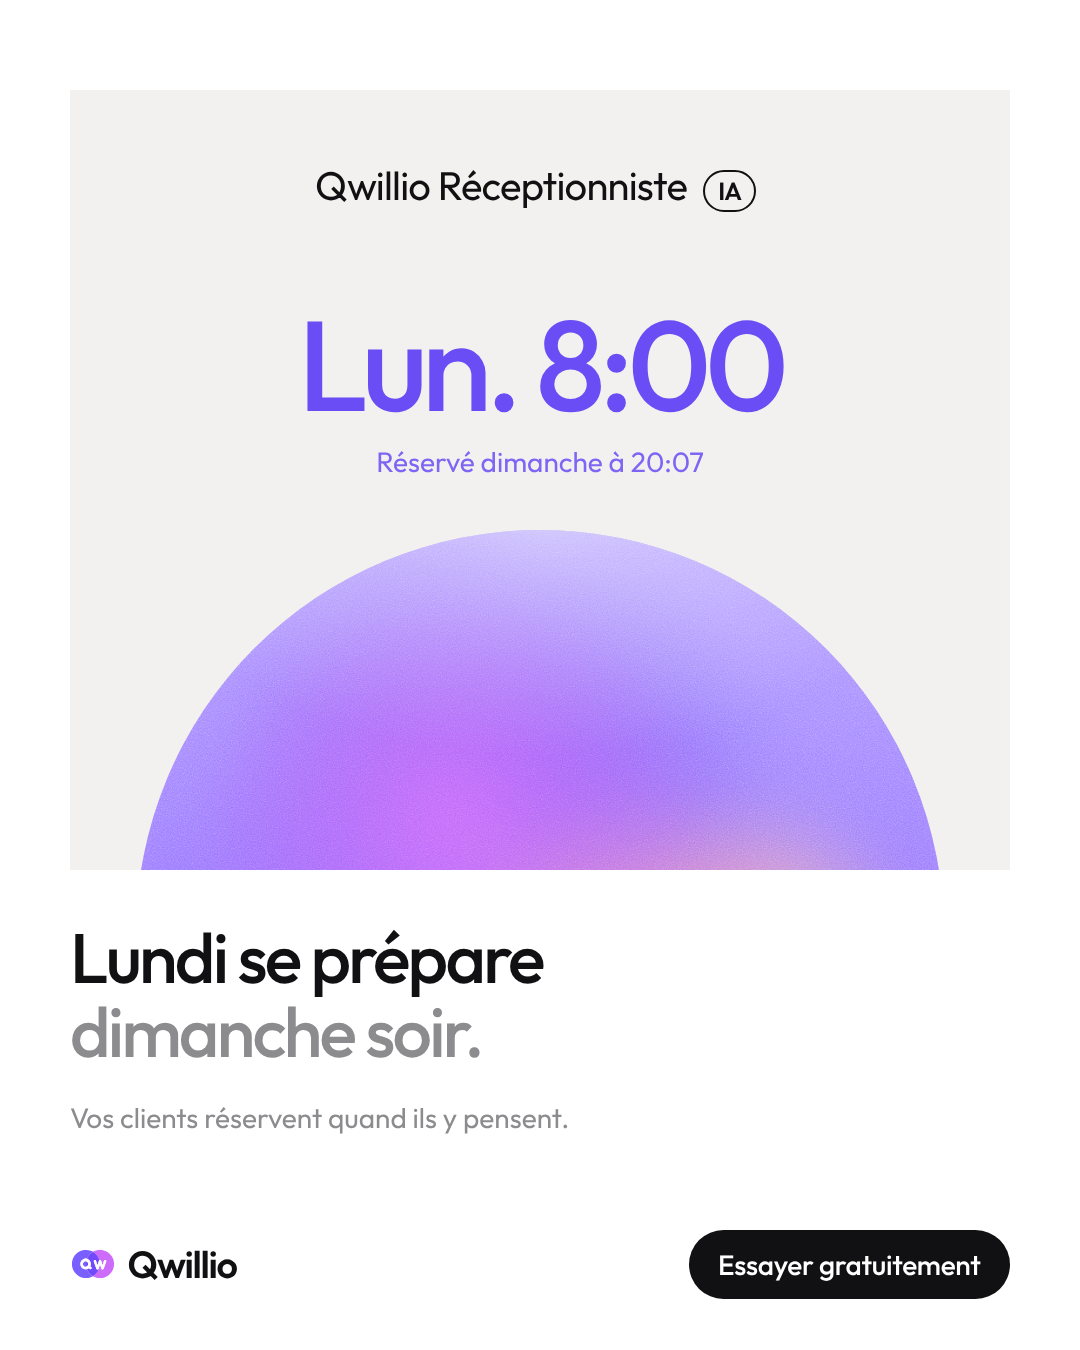 Qwillio Réceptionniste IA
Lun. 8:00
Réservé dimanche à 20:07
Lundi se prépare
dimanche soir.
Vos clients réservent quand ils y pensent.
QW Qwillio
Essayer gratuitement